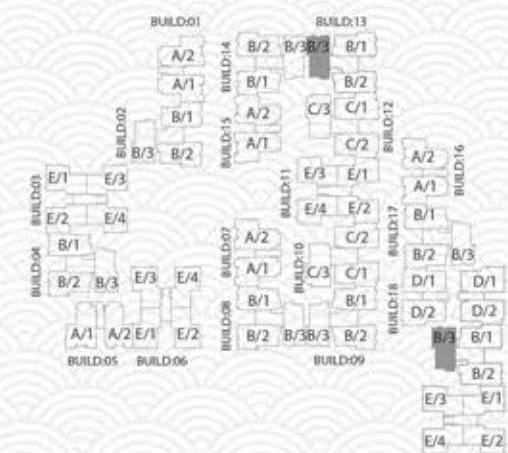 BUILD:01 BUILD:13
A/2 BUILD:14 B/2 B/3 B/3 B/1
A/1 B/1 B/2
BUILD:02 B/1 BUILD:15 A/2 C/3 C/1 BUILD:12
B/3 B/2 A/1 C/2 A/2 BUILD:16
BUILD:03 E/1 E/3 BUILD:11 E/3 E/1 A/1
E/2 E/4 E/4 E/2 BUILD:17 B/1
BUILD:04 B/1 BUILD:07 A/2 BUILD:10 C/2 B/2 B/3
B/2 B/3 E/3 E/4 A/1 C/3 C/1 BUILD:18 D/1 D/1
BUILD:08 B/1 B/1 D/2 D/2
A/1 A/2 E/1 E/2 B/2 B/3 B/3 B/2 B/3 B/1
BUILD:05 BUILD:06 BUILD:09
B/2
E/3 E/1
E/4 E/2